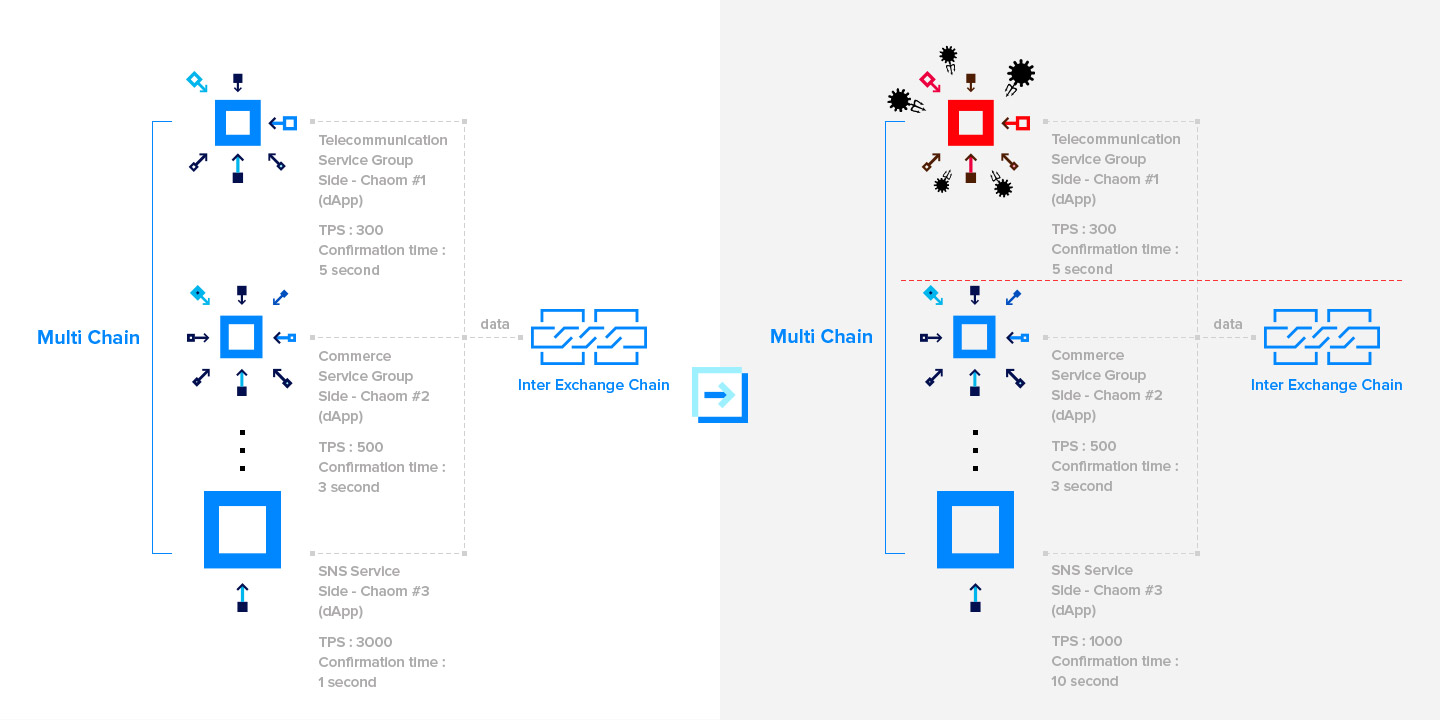 Telecommunication
Service Group
Side - Chaom #1
(dApp)
TPS : 300
Confirmation time :
5 second
Multi Chain
Commerce
Service Group
Side - Chaom #2
(dApp)
TPS : 500
Confirmation time :
3 second
data
Inter Exchange Chain
SNS Service
Side - Chaom #3
(dApp)
TPS : 3000
Confirmation time :
1 second
Telecommunication
Service Group
Side - Chaom #1
(dApp)
TPS : 300
Confirmation time :
5 second
Multi Chain
Commerce
Service Group
Side - Chaom #2
(dApp)
TPS : 500
Confirmation time :
3 second
data
Inter Exchange Chain
SNS Service
Side - Chaom #3
(dApp)
TPS : 1000
Confirmation time :
10 second